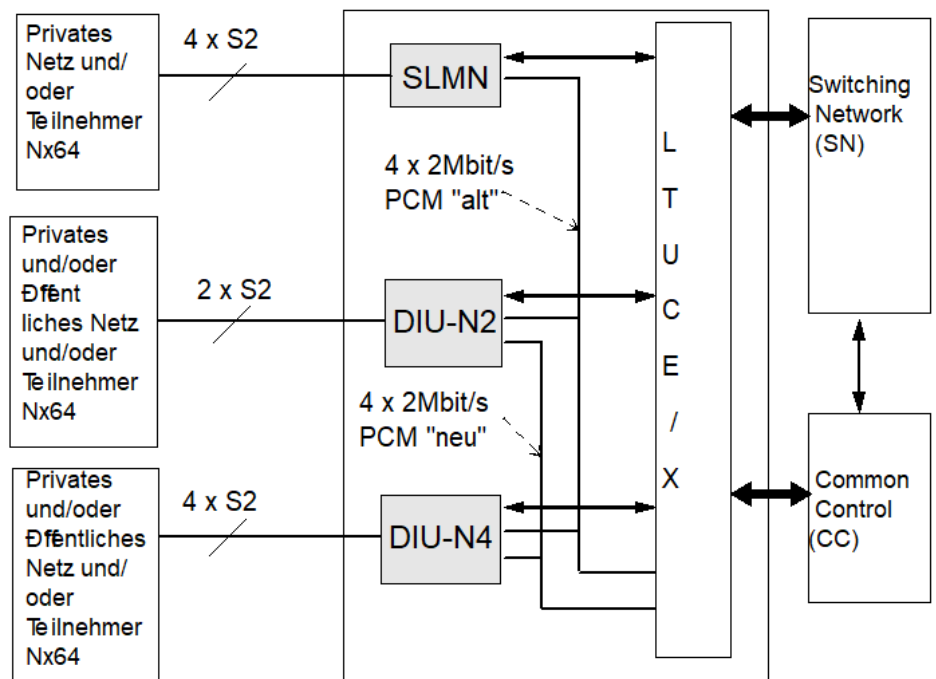 Privates
Netz und/
oder
Teilnehmer
Nx64
4 x S2
SLMN
4 x 2Mbit/s
PCM "alt"
Privates
und/oder
Ðffent
liches Netz
und/oder
Teilnehmer
Nx64
2 x S2
DIU-N2
4 x 2Mbit/s
PCM "neu"
Privates
und/oder
Ðffentliches
Netz und/
oder
Teilnehmer
Nx64
4 x S2
DIU-N4
L
T
U
C
E
/
X
Switching
Network
(SN)
Common
Control
(CC)